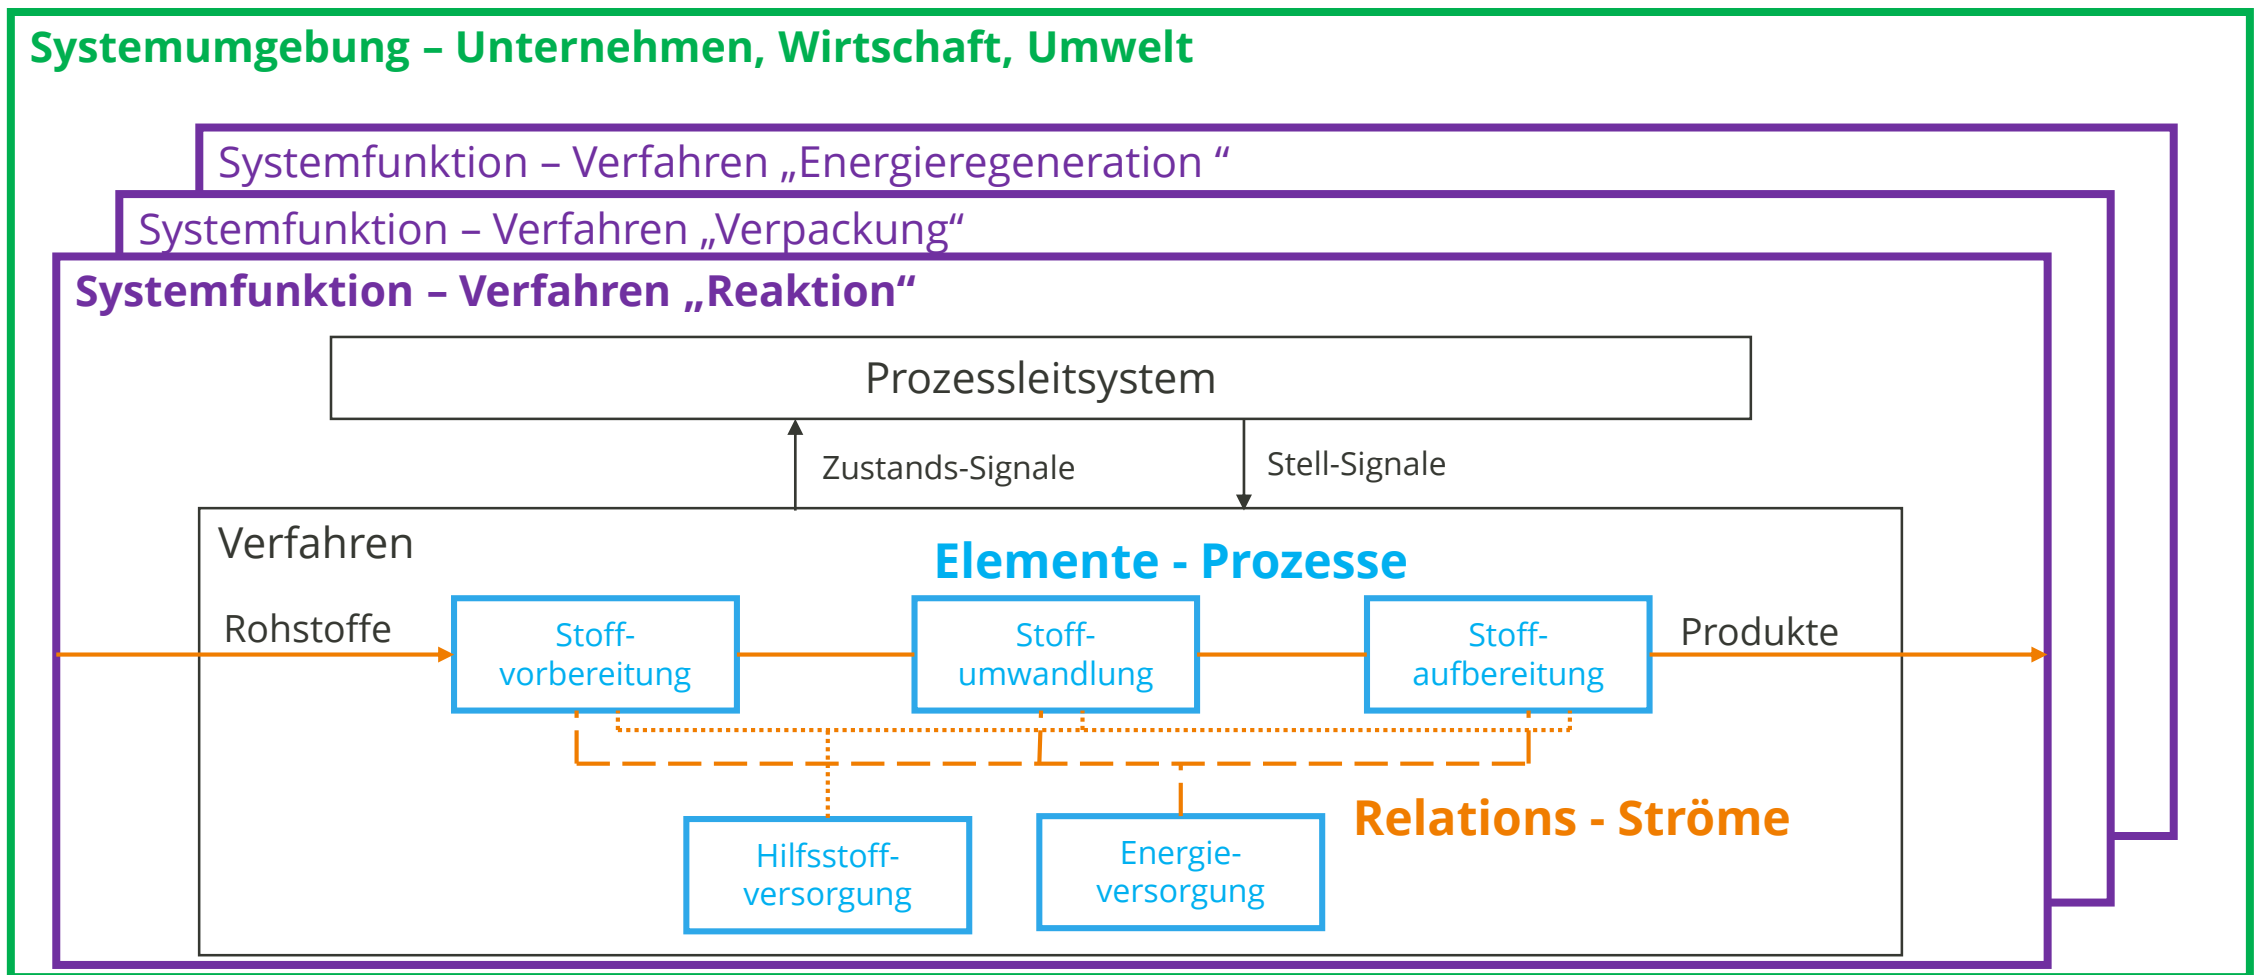 Systemumgebung – Unternehmen, Wirtschaft, Umwelt
Systemfunktion – Verfahren „Energieregeneration “
Systemfunktion – Verfahren „Verpackung“
Systemfunktion – Verfahren „Reaktion“
Prozessleitsystem
Zustands-Signale
Stell-Signale
Verfahren
Elemente - Prozesse
Rohstoffe
Stoff-
vorbereitung
Stoff-
umwandlung
Stoff-
aufbereitung
Produkte
Relations - Ströme
Hilfsstoff-
versorgung
Energie-
versorgung